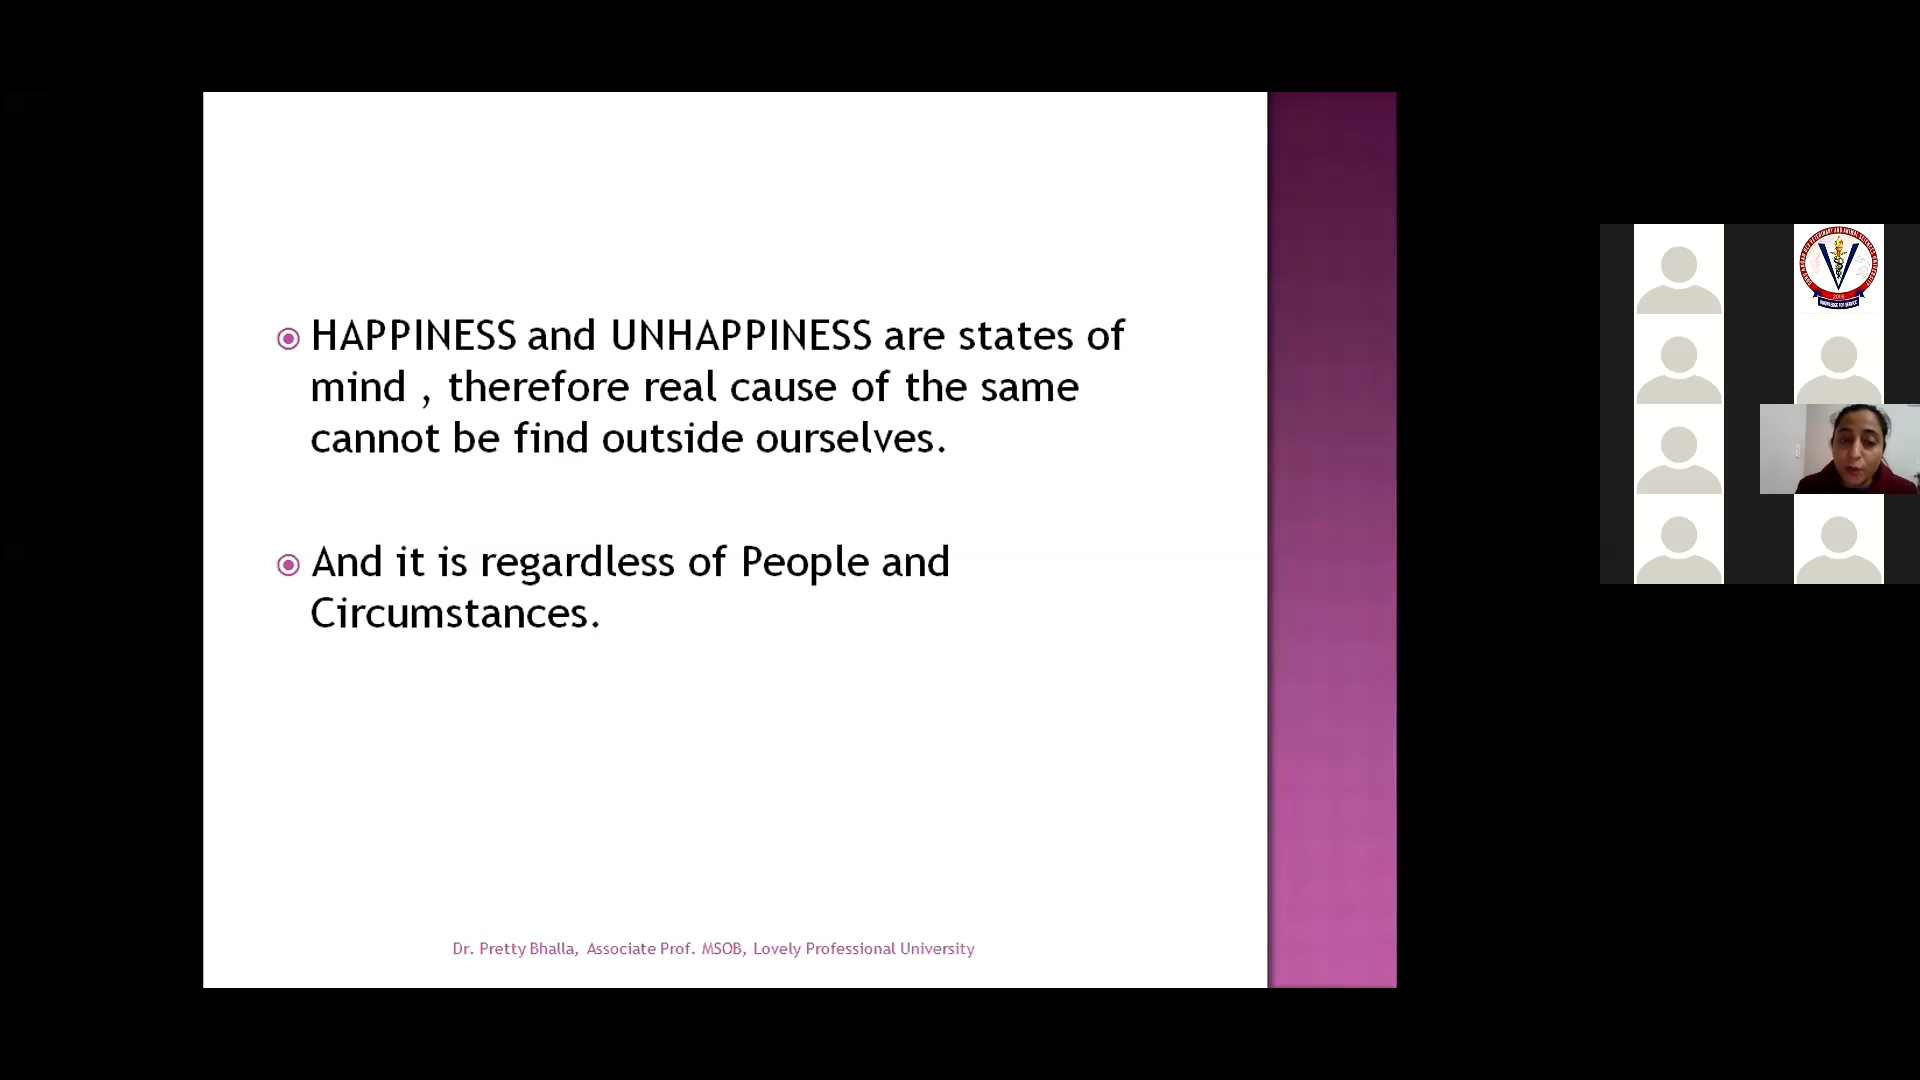 HAPPINESS and UNHAPPINESS are states of
mind , therefore real cause of the same
cannot be find outside ourselves.
And it is regardless of People and
Circumstances.
Dr. Pretty Bhalla, Associate Prof. MSOB, Lovely Professional University